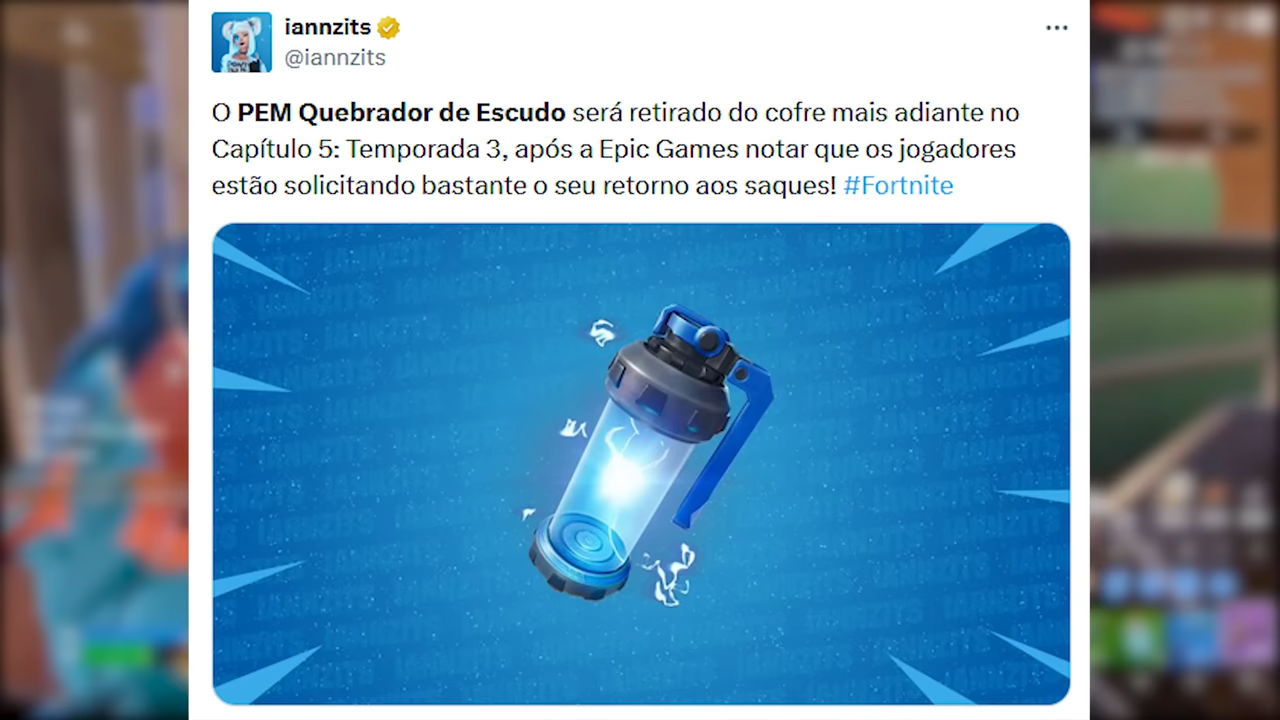 iannzits
@iannzits
O PEM Quebrador de Escudo será retirado do cofre mais adiante no
Capítulo 5: Temporada 3, após a Epic Games notar que os jogadores
estão solicitando bastante o seu retorno aos saques! #Fortnite